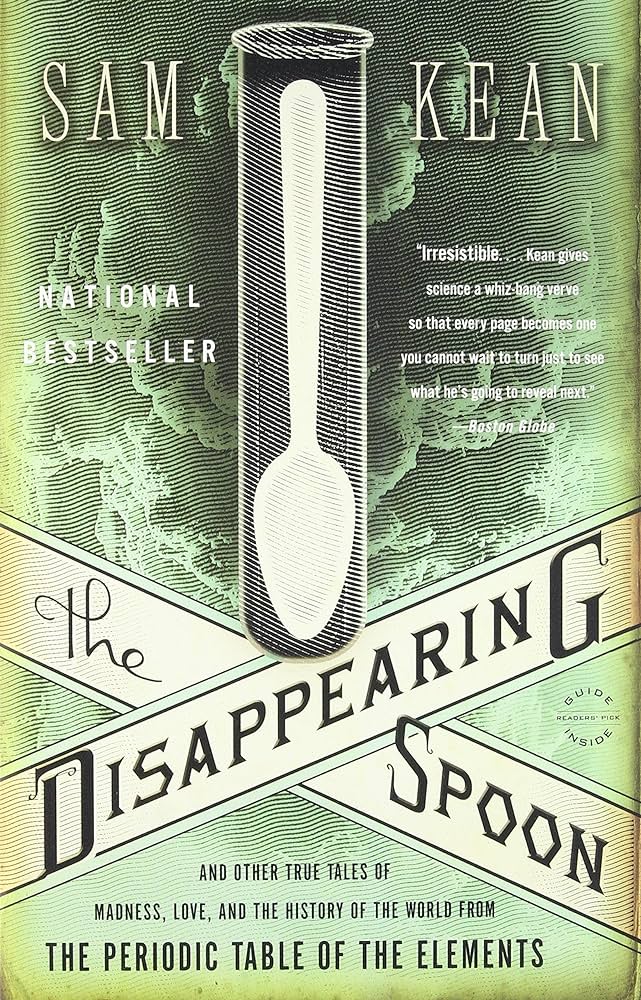 SAM KEAN
NATIONAL
BESTSELLER
"Irresistible.... Kean gives
science a whiz-bang verve
so that every page becomes one
you cannot wait to turn just to see
what he's going to reveal next."
—Boston Globe
The
DISAPPEARING
SPOON
GUIDE
READERS' PICK
INSIDE
AND OTHER TRUE TALES OF
MADNESS, LOVE, AND THE HISTORY OF THE WORLD FROM
THE PERIODIC TABLE OF THE ELEMENTS